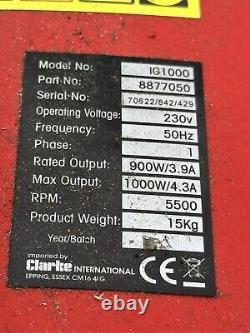 Model No: IG1000
Part-No: 8877050
Serial-No: 70822/842/429
Operating Voltage: 230v
Frequency: 50Hz
Phase: 1
Rated Output: 900W/3.9A
Max Output: 1000W/4.3A
RPM: 5500
Product Weight: 15Kg
Year/Batch
Imported by
Clarke INTERNATIONAL
EPPING, ESSEX CM16 4LG
CE